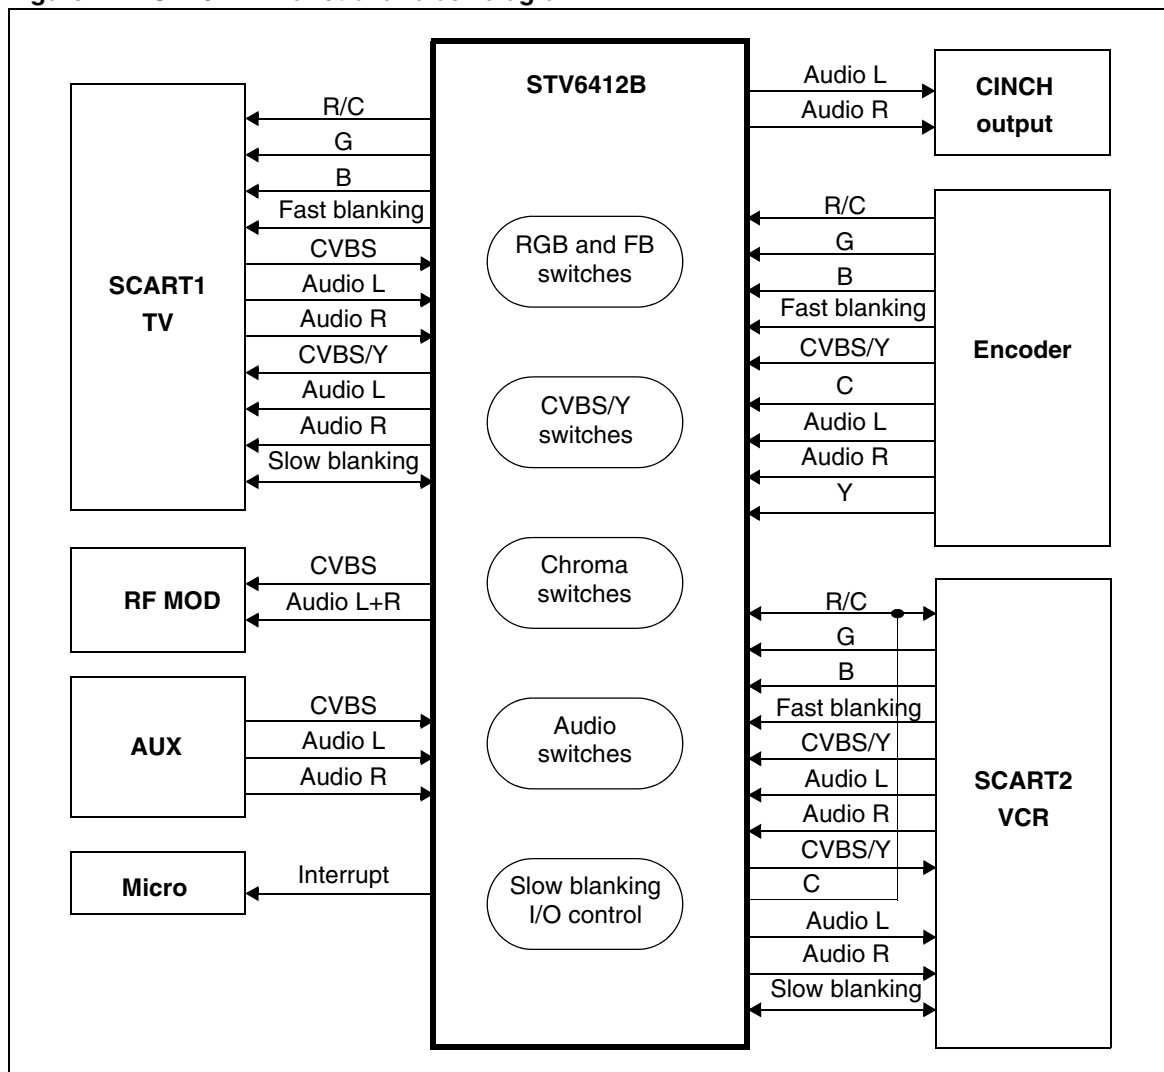 STV6412B
SCART1
TV
R/C
G
B
Fast blanking
CVBS
Audio L
Audio R
CVBS/Y
Audio L
Audio R
Slow blanking
RF MOD
CVBS
Audio L+R
AUX
CVBS
Audio L
Audio R
Micro
Interrupt
RGB and FB
switches
CVBS/Y
switches
Chroma
switches
Audio
switches
Slow blanking
I/O control
Audio L
Audio R
CINCH
output
R/C
G
B
Fast blanking
CVBS/Y
C
Audio L
Audio R
Y
Encoder
R/C
G
B
Fast blanking
CVBS/Y
Audio L
Audio R
CVBS/Y
C
Audio L
Audio R
Slow blanking
SCART2
VCR